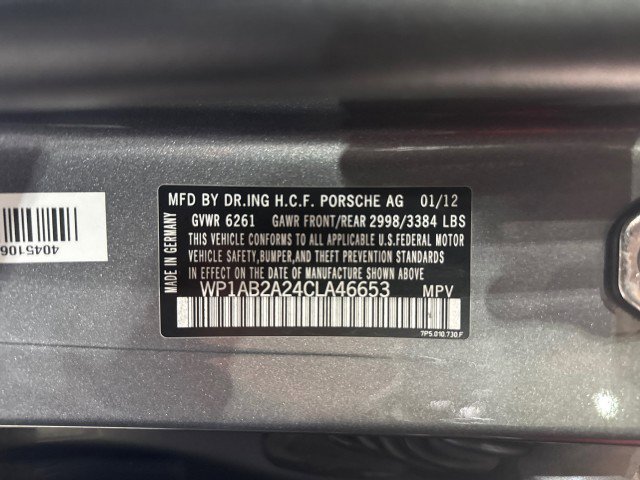 MFD BY DR.ING H.C.F. PORSCHE AG 01/12
GVWR 6261 GAWR FRONT/REAR 2998/3384 LBS
THIS VEHICLE CONFORMS TO ALL APPLICABLE U.S.FEDERAL MOTOR
VEHICLE SAFETY,BUMPER,AND THEFT PREVENTION STANDARDS
IN EFFECT ON THE DATE OF MANUFACTURE SHOWN ABOVE.
WP1AB2A24CLA46653 MPV
7P5.010.730.F
MADE IN GERMANY
4045106